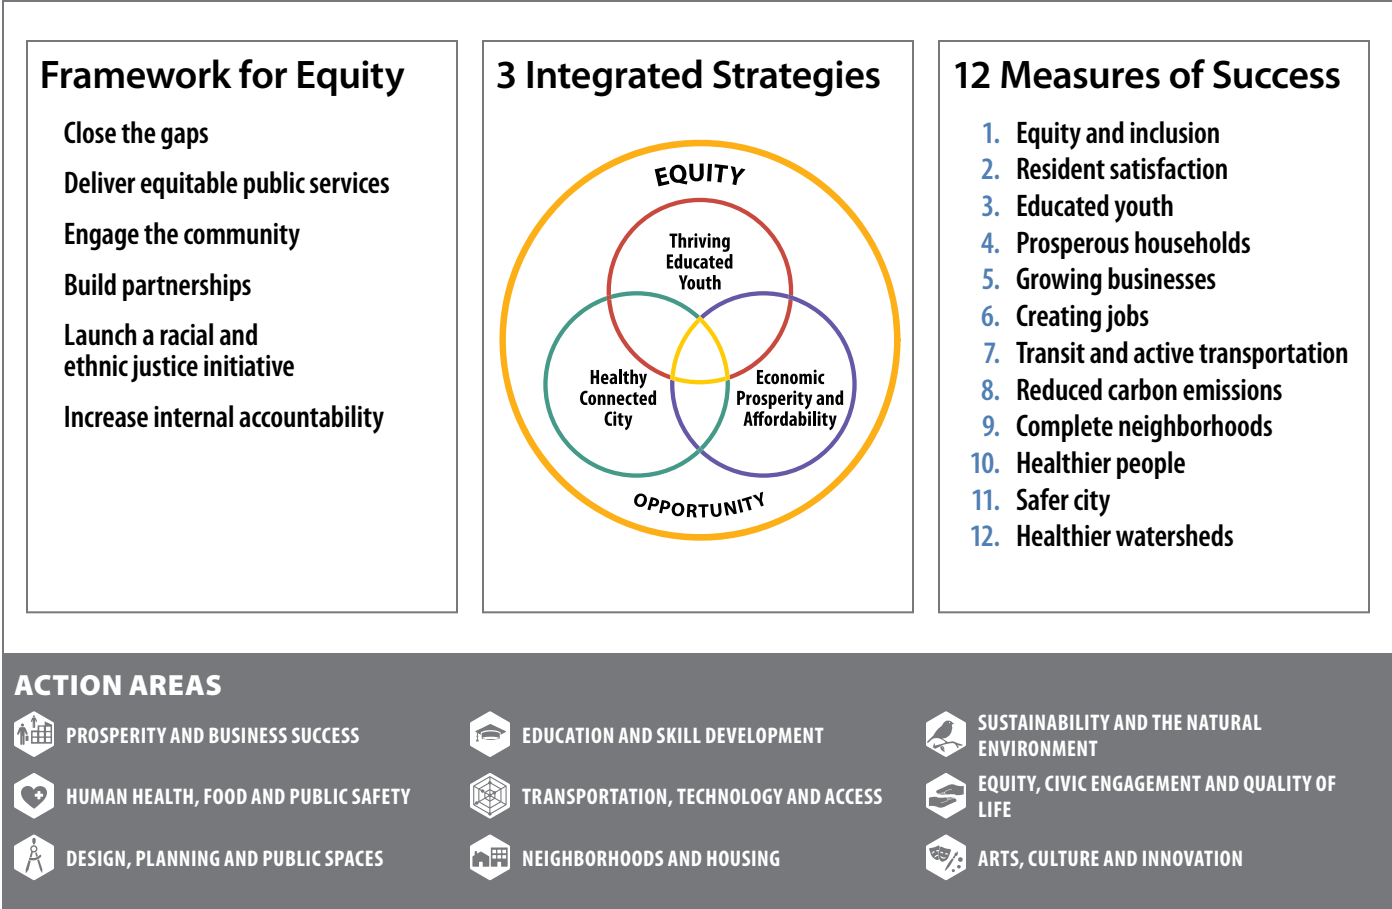 Framework for Equity
Close the gaps
Deliver equitable public services
Engage the community
Build partnerships
Launch a racial and
ethnic justice initiative
Increase internal accountability
3 Integrated Strategies
EQUITY
Thriving
Educated
Youth
Healthy
Connected
City
Economic
Prosperity and
Affordability
OPPORTUNITY
12 Measures of Success
1. Equity and inclusion
2. Resident satisfaction
3. Educated youth
4. Prosperous households
5. Growing businesses
6. Creating jobs
7. Transit and active transportation
8. Reduced carbon emissions
9. Complete neighborhoods
10. Healthier people
11. Safer city
12. Healthier watersheds
ACTION AREAS
PROSPERITY AND BUSINESS SUCCESS
EDUCATION AND SKILL DEVELOPMENT
SUSTAINABILITY AND THE NATURAL
ENVIRONMENT
HUMAN HEALTH, FOOD AND PUBLIC SAFETY
TRANSPORTATION, TECHNOLOGY AND ACCESS
EQUITY, CIVIC ENGAGEMENT AND QUALITY OF
LIFE
DESIGN, PLANNING AND PUBLIC SPACES
NEIGHBORHOODS AND HOUSING
ARTS, CULTURE AND INNOVATION